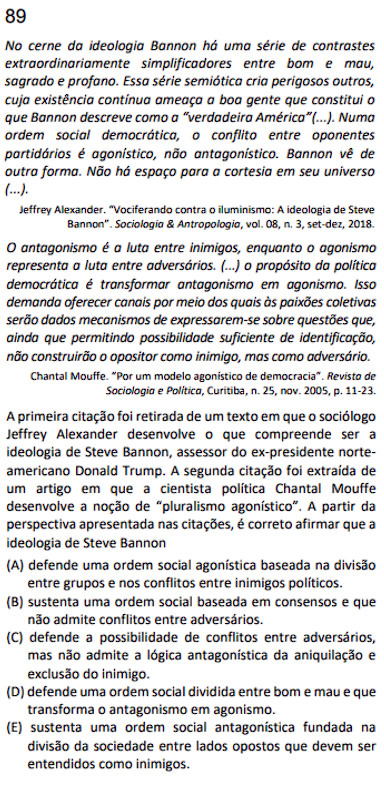 89
No cerne da ideologia Bannon há uma série de contrastes
extraordinariamente simplificadores entre bom e mau,
sagrado e profano. Essa série semiótica cria perigosos outros,
cuja existência contínua ameaça a boa gente que constitui o
que Bannon descreve como a “verdadeira América”(...). Numa
ordem social democrática, o conflito entre oponentes
partidários é agonístico, não antagonístico. Bannon vê de
outra forma. Não há espaço para a cortesia em seu universo
(...).
Jeffrey Alexander. “Vociferando contra o iluminismo: A ideologia de Steve
Bannon”. Sociologia & Antropologia, vol. 08, n. 3, set-dez, 2018.
O antagonismo é a luta entre inimigos, enquanto o agonismo
representa a luta entre adversários. (...) o propósito da política
democrática é transformar antagonismo em agonismo. Isso
demanda oferecer canais por meio dos quais às paixões coletivas
serão dados mecanismos de expressarem-se sobre questões que,
ainda que permitindo possibilidade suficiente de identificação,
não construirão o opositor como inimigo, mas como adversário.
Chantal Mouffe. “Por um modelo agonístico de democracia”. Revista de
Sociologia e Política, Curitiba, n. 25, nov. 2005, p. 11-23.
A primeira citação foi retirada de um texto em que o sociólogo
Jeffrey Alexander desenvolve o que compreende ser a
ideologia de Steve Bannon, assessor do ex-presidente norte-
americano Donald Trump. A segunda citação foi extraída de
um artigo em que a cientista política Chantal Mouffe
desenvolve a noção de “pluralismo agonístico”. A partir da
perspectiva apresentada nas citações, é correto afirmar que a
ideologia de Steve Bannon
(A) defende uma ordem social agonística baseada na divisão
entre grupos e nos conflitos entre inimigos políticos.
(B) sustenta uma ordem social baseada em consensos e que
não admite conflitos entre adversários.
(C) defende a possibilidade de conflitos entre adversários,
mas não admite a lógica antagonística da aniquilação e
exclusão do inimigo.
(D) defende uma ordem social dividida entre bom e mau e que
transforma o antagonismo em agonismo.
(E) sustenta uma ordem social antagonística fundada na
divisão da sociedade entre lados opostos que devem ser
entendidos como inimigos.